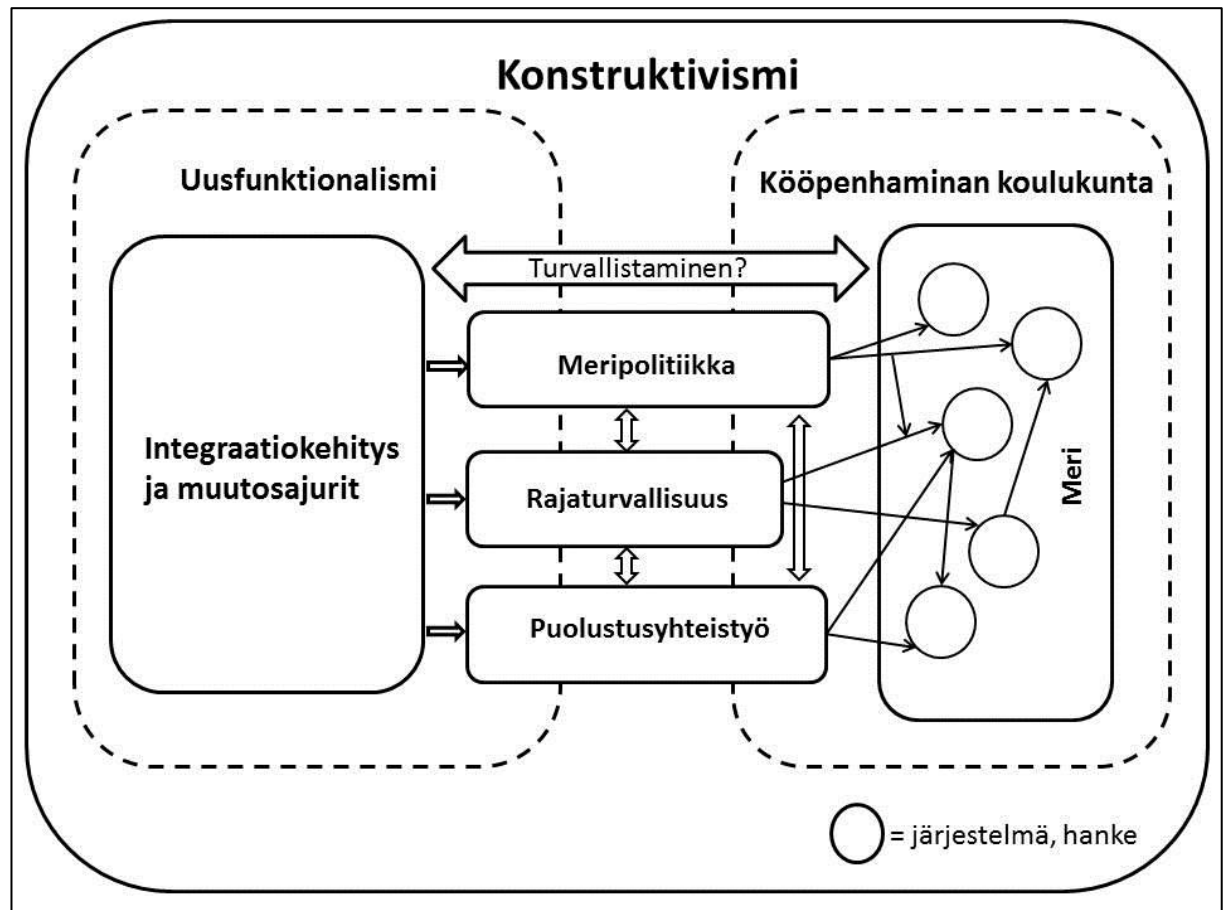 Konstruktivismi
Uusfunktionalismi
Kööpenhaminan koulukunta
Turvallistaminen?
Meripolitiikka
Integraatiokehitys
ja muutosajurit
Rajaturvallisuus
Puolustusyhteistyö
Meri
= järjestelmä, hanke